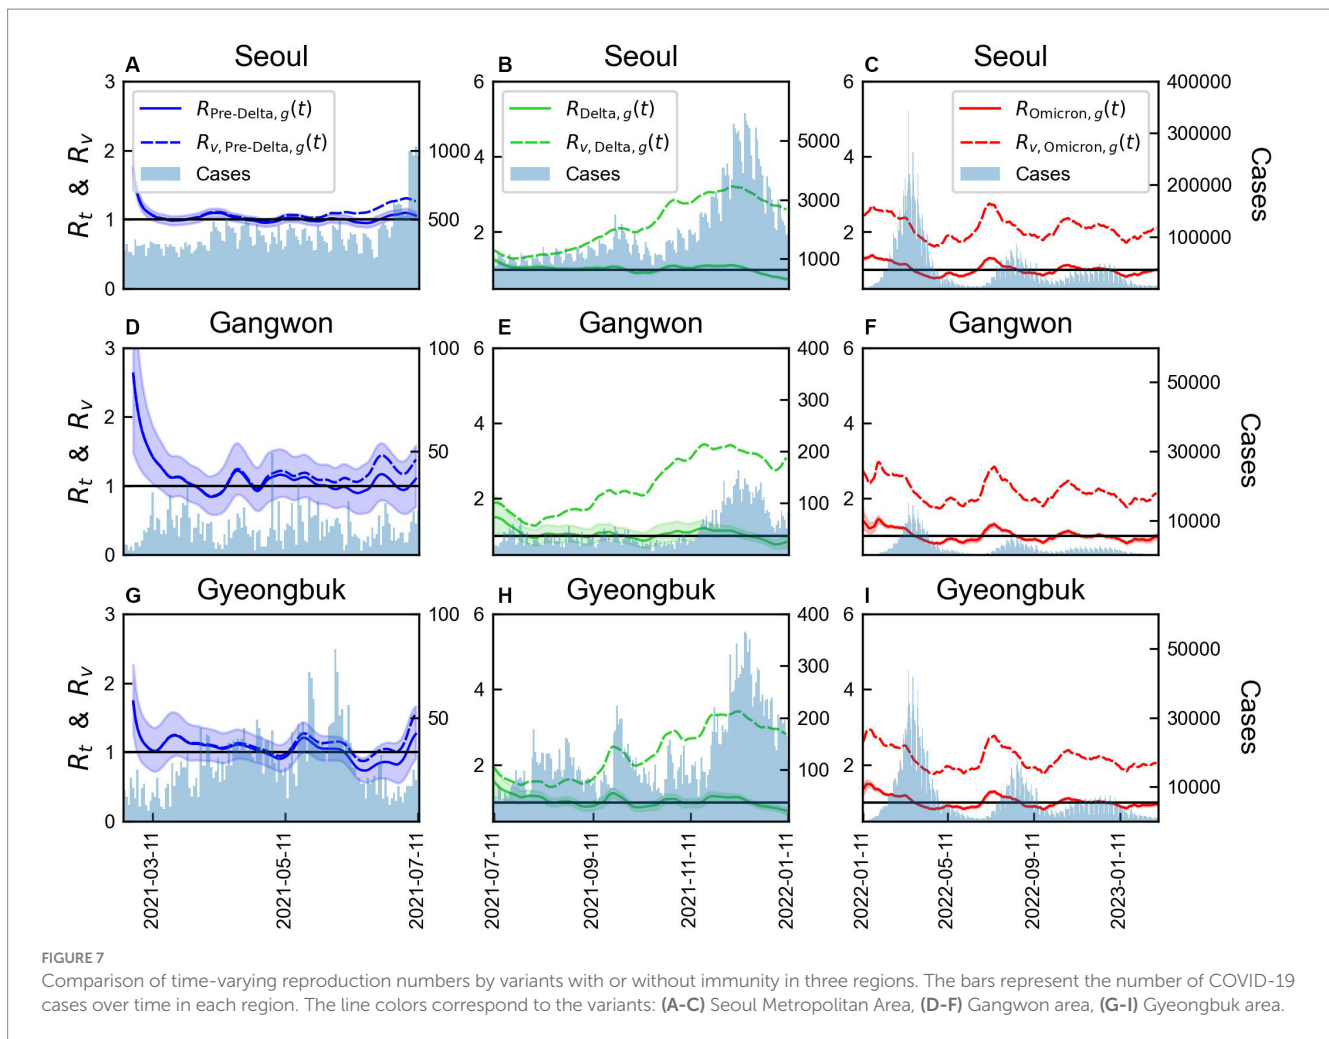 A Seoul
B Seoul
C Seoul
3
2
1
0
R_t & R_v
R_Pre-Delta, g(t)
R_v, Pre-Delta, g(t)
Cases
1000
500
6
4
2
R_Delta, g(t)
R_v, Delta, g(t)
Cases
5000
3000
1000
6
4
2
R_Omicron, g(t)
R_v, Omicron, g(t)
Cases
400000
300000
200000
100000
Cases
D Gangwon
E Gangwon
F Gangwon
3
2
1
0
R_t & R_v
100
50
6
4
2
400
300
200
100
6
4
2
50000
30000
10000
Cases
G Gyeongbuk
H Gyeongbuk
I Gyeongbuk
3
2
1
0
R_t & R_v
100
50
6
4
2
400
300
200
100
6
4
2
50000
30000
10000
Cases
2021-03-11
2021-05-11
2021-07-11
2021-07-11
2021-09-11
2021-11-11
2022-01-11
2022-01-11
2022-05-11
2022-09-11
2023-01-11
FIGURE 7
Comparison of time-varying reproduction numbers by variants with or without immunity in three regions. The bars represent the number of COVID-19
cases over time in each region. The line colors correspond to the variants: (A-C) Seoul Metropolitan Area, (D-F) Gangwon area, (G-I) Gyeongbuk area.